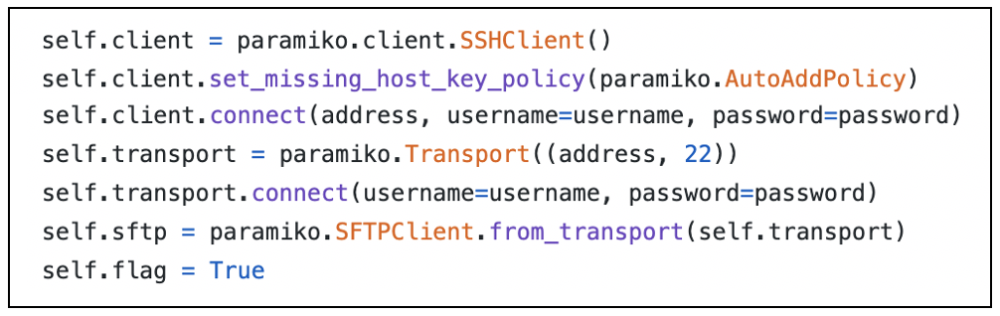 self.client = paramiko.client.SSHClient()
self.client.set_missing_host_key_policy(paramiko.AutoAddPolicy)
self.client.connect(address, username=username, password=password)
self.transport = paramiko.Transport((address, 22))
self.transport.connect(username=username, password=password)
self.sftp = paramiko.SFTPClient.from_transport(self.transport)
self.flag = True